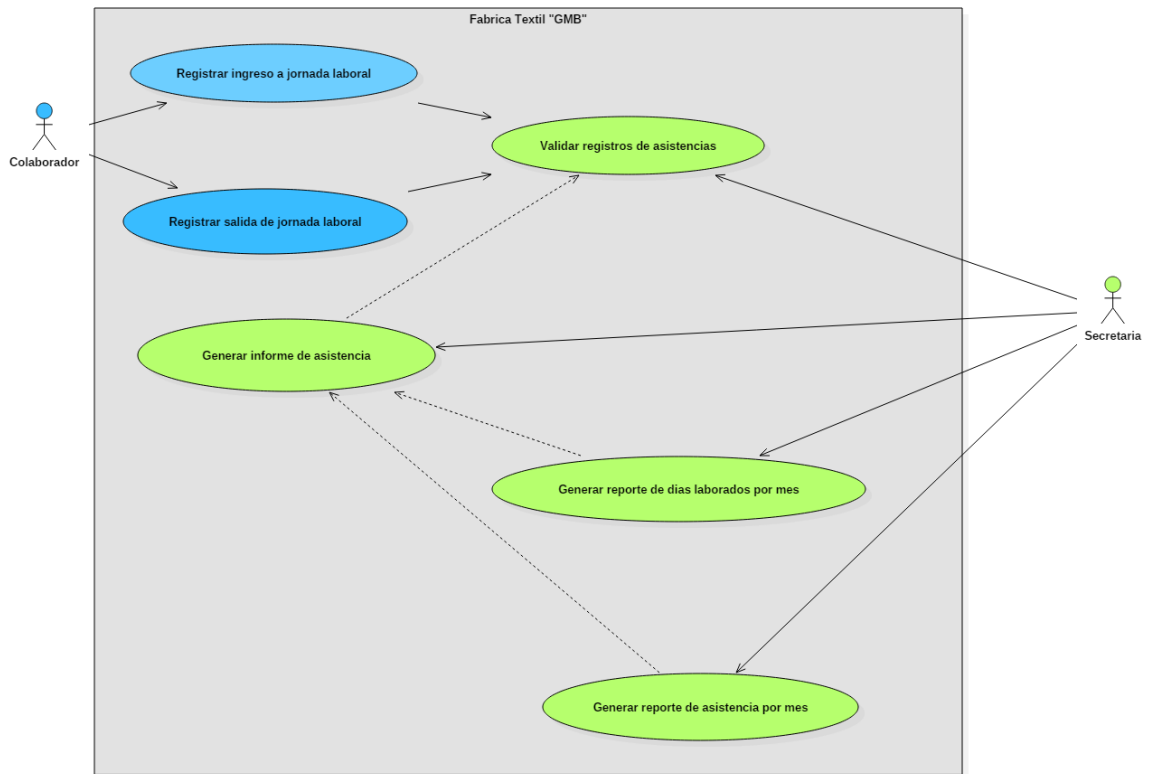 Fabrica Textil "GMB"
Registrar ingreso a jornada laboral
Colaborador
Validar registros de asistencias
Registrar salida de jornada laboral
Secretaria
Generar informe de asistencia
Generar reporte de dias laborados por mes
Generar reporte de asistencia por mes